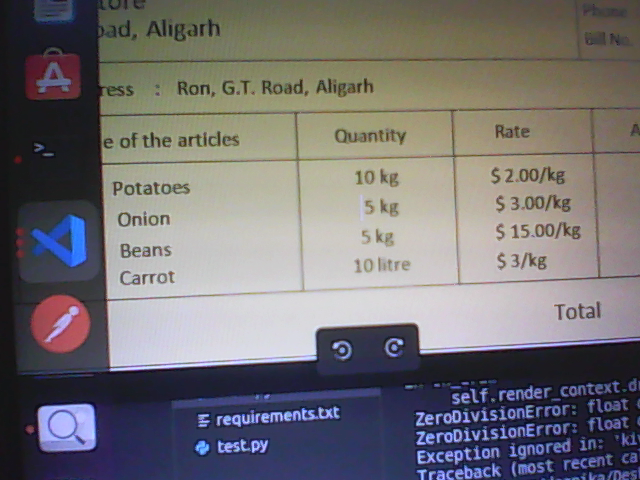 tore
oad, Aligarh
Phone
Bill No.
ress : Ron, G.T. Road, Aligarh
e of the articles Quantity Rate A
Potatoes 10 kg $ 2.00/kg
Onion 5 kg $ 3.00/kg
Beans 5 kg $ 15.00/kg
Carrot 10 litre $ 3/kg
Total
requirements.txt
test.py
self.render_context.d
ZeroDivisionError: float
ZeroDivisionError: float
Exception ignored in: 'ki
Traceback (most recent ca